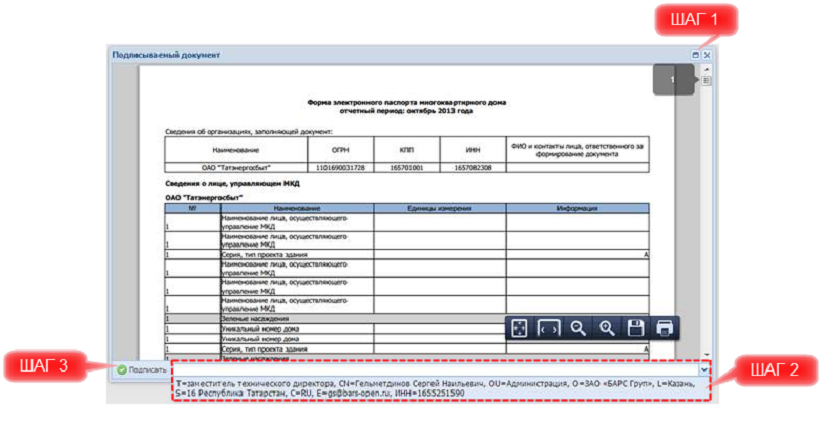 ШАГ 1
Подписываемый документ
1
Форма электронного паспорта многоквартирного дома
отчетный период: октябрь 2013 года
Сведения об организациях, заполняющей документ:
Наименование ОГРН КПП ИНН ФИО и контакты лица, ответственного за формирование документа
ОАО "Татэнергосбыт" 1101690031728 165701001 1657082308
Сведения о лице, управляющем МКД
ОАО "Татэнергосбыт"
№ Наименование Единицы измерения Информация
1 Наименование лица, осуществляющего управление МКД
1 Наименование лица, осуществляющего управление МКД
1 Серия, тип проекта здания А
1 Наименование лица, осуществляющего управление МКД
1 Наименование лица, осуществляющего управление МКД
1 Наименование лица, осуществляющего управление МКД
1 Зеленые насаждения
1 Уникальный номер дома
1 Уникальный номер дома
1 Серия, тип проекта здания А
1 Зеленые насаждения
ШАГ 3
Подписать
ШАГ 2
T=заместитель технического директора, CN=Гельметдинов Сергей Наильевич, OU=Администрация, O=ЗАО «БАРС Груп», L=Казань,
S=16 Республика Татарстан, C=RU, E=gs@bars-open.ru, ИНН=1655251590